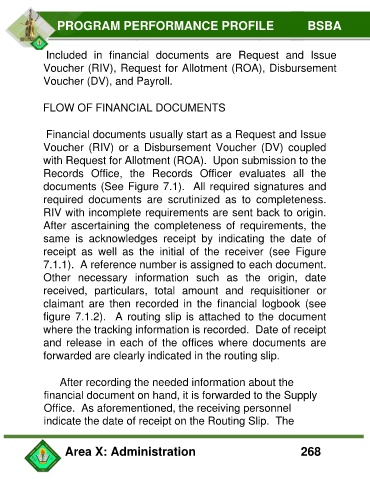 PROGRAM PERFORMANCE PROFILE BSBA
Included in financial documents are Request and Issue
Voucher (RIV), Request for Allotment (ROA), Disbursement
Voucher (DV), and Payroll.
FLOW OF FINANCIAL DOCUMENTS
Financial documents usually start as a Request and Issue
Voucher (RIV) or a Disbursement Voucher (DV) coupled
with Request for Allotment (ROA). Upon submission to the
Records Office, the Records Officer evaluates all the
documents (See Figure 7.1). All required signatures and
required documents are scrutinized as to completeness.
RIV with incomplete requirements are sent back to origin.
After ascertaining the completeness of requirements, the
same is acknowledges receipt by indicating the date of
receipt as well as the initial of the receiver (see Figure
7.1.1). A reference number is assigned to each document.
Other necessary information such as the origin, date
received, particulars, total amount and requisitioner or
claimant are then recorded in the financial logbook (see
figure 7.1.2). A routing slip is attached to the document
where the tracking information is recorded. Date of receipt
and release in each of the offices where documents are
forwarded are clearly indicated in the routing slip.
After recording the needed information about the
financial document on hand, it is forwarded to the Supply
Office. As aforementioned, the receiving personnel
indicate the date of receipt on the Routing Slip. The
Area X: Administration 268